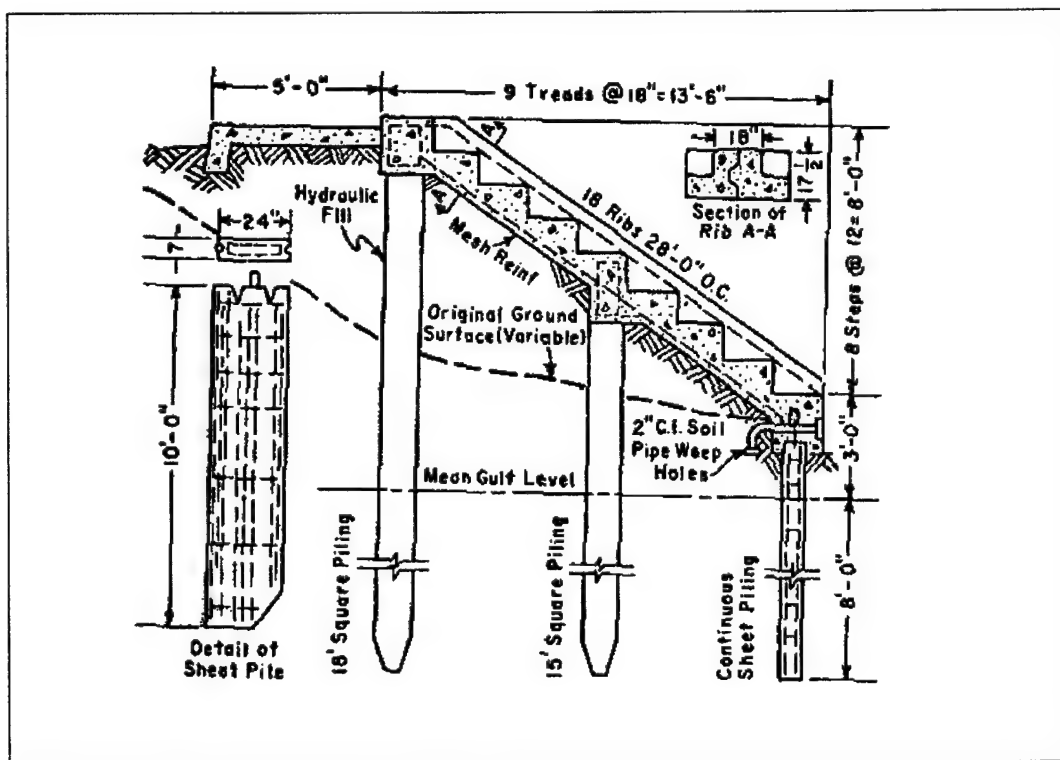 5'-0"
9 Treads @ 18"=13'-6"
A
18"
17 1/2
Section of
Rib A-A
Hydraulic
Fill
A
Mesh Reinf
18 Ribs 28'-0" O.C.
8 Steps @ 12=8'-0"
24"
7"
Original Ground
Surface (Variable)
10'-0"
2" C.I. Soil
Pipe Weep
Holes
3'-0"
Mean Gulf Level
18' Square Piling
15' Square Piling
Continuous
Sheet Piling
8'-0"
Detail of
Sheet Pile